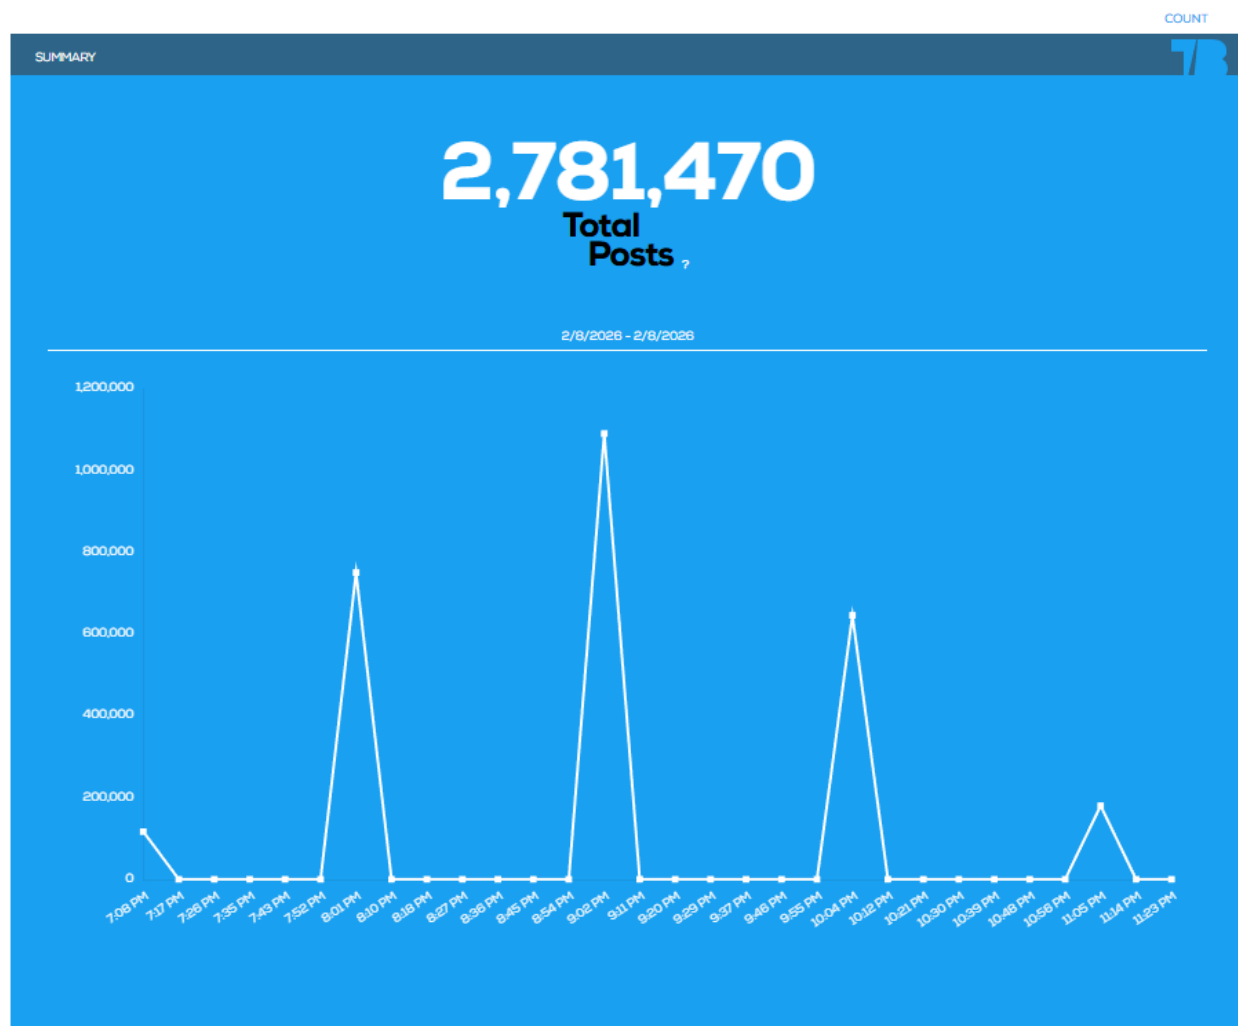 COUNT
SUMMARY
TB
2,781,470
Total
Posts ?
2/8/2026 - 2/8/2026
1,200,000
1,000,000
800,000
600,000
400,000
200,000
0
7:08 PM 7:17 PM 7:26 PM 7:35 PM 7:43 PM 7:52 PM 8:01 PM 8:10 PM 8:18 PM 8:27 PM 8:36 PM 8:45 PM 8:54 PM 9:02 PM 9:11 PM 9:20 PM 9:29 PM 9:37 PM 9:46 PM 9:55 PM 10:04 PM 10:12 PM 10:21 PM 10:30 PM 10:39 PM 10:48 PM 10:56 PM 11:05 PM 11:14 PM 11:23 PM